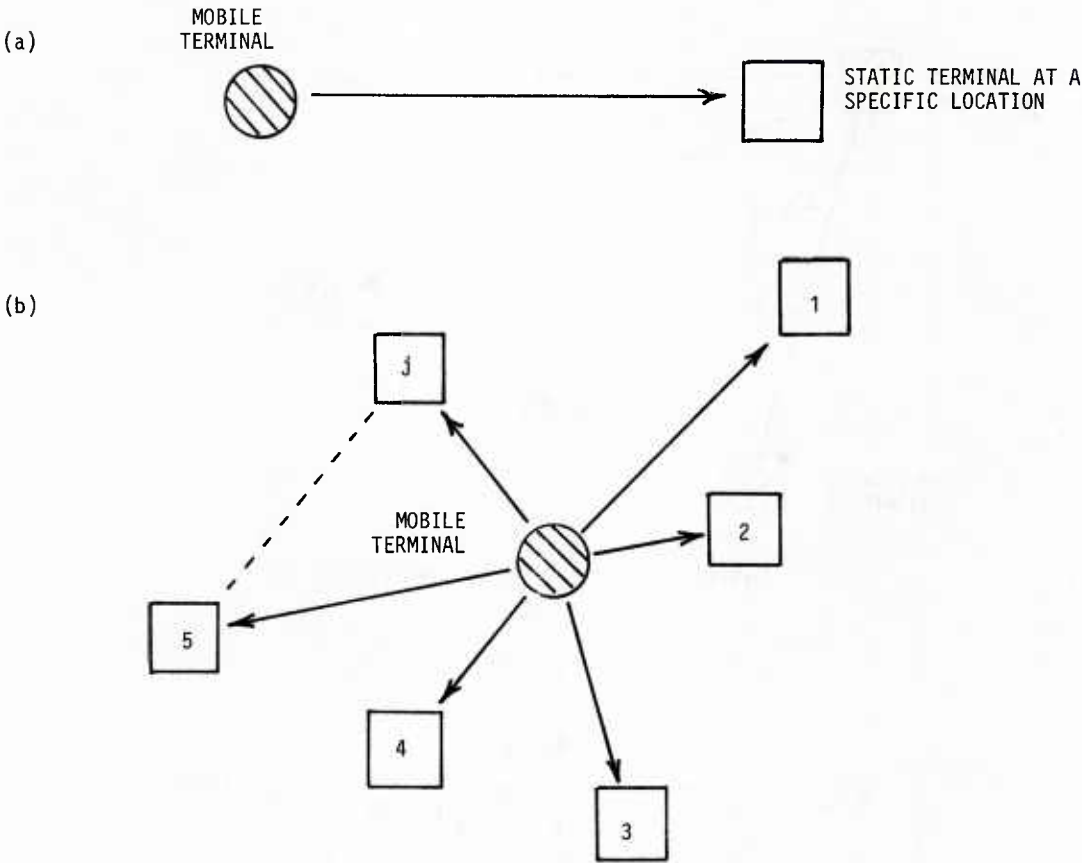 (a)
MOBILE
TERMINAL
STATIC TERMINAL AT A
SPECIFIC LOCATION
(b)
1
j
2
MOBILE
TERMINAL
5
4
3